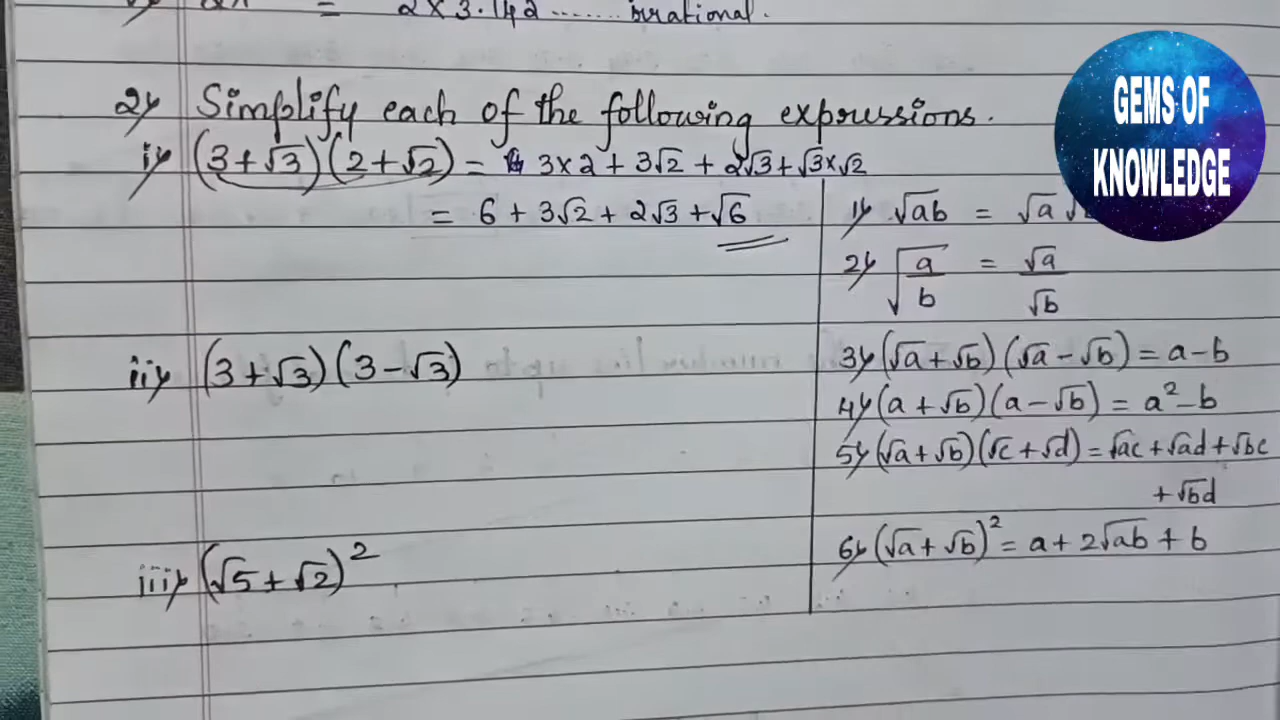 = 2 × 3.142 ....... irrational.
2) Simplify each of the following expressions.
i) (3+√3)(2+√2) = 3×2 + 3√2 + 2√3 + √3×√2
= 6 + 3√2 + 2√3 + √6
ii) (3+√3)(3-√3)
iii) (√5+√2)²
1) √ab = √a
2) √(a/b) = √a/√b
3) (√a+√b)(√a-√b) = a-b
4) (a+√b)(a-√b) = a²-b
5) (√a+√b)(√c+√d) = √ac+√ad+√bc
+√bd
6) (√a+√b)² = a+2√ab+b
GEMS OF
KNOWLEDGE